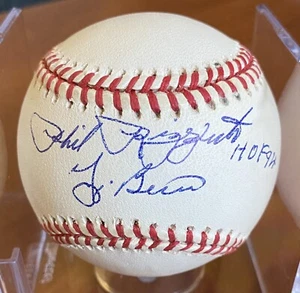 Phil Rizzuto
HOF 94
Y. Berra